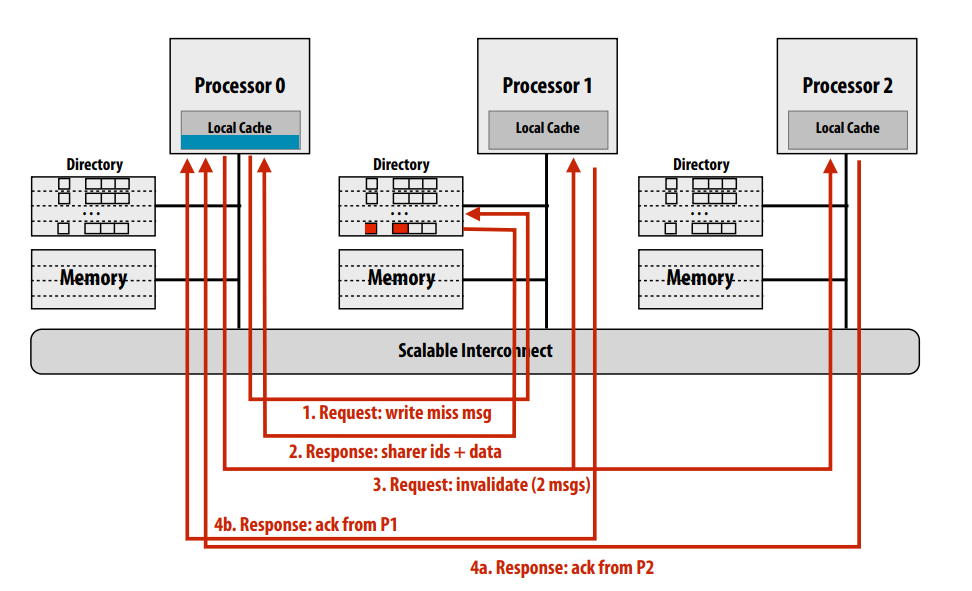 Processor 0
Local Cache
Processor 1
Local Cache
Processor 2
Local Cache
Directory
...
Memory
Directory
...
Memory
Directory
...
Memory
Scalable Interconnect
1. Request: write miss msg
2. Response: sharer ids + data
3. Request: invalidate (2 msgs)
4b. Response: ack from P1
4a. Response: ack from P2